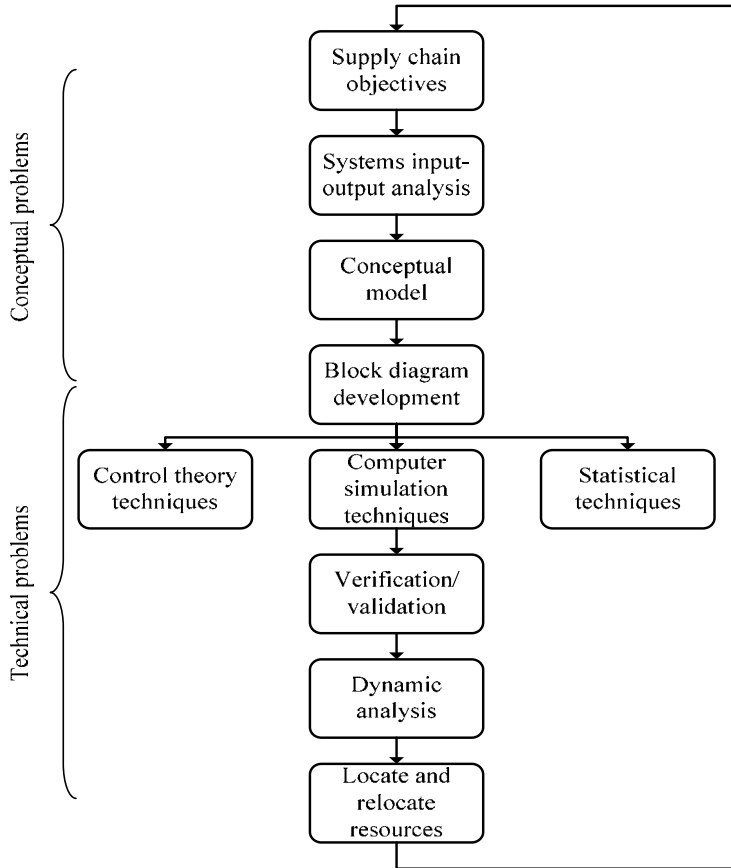 Supply chain
objectives
Systems input-
output analysis
Conceptual
model
Block diagram
development
Control theory
techniques
Computer
simulation
techniques
Statistical
techniques
Verification/
validation
Dynamic
analysis
Locate and
relocate
resources
Conceptual problems
Technical problems